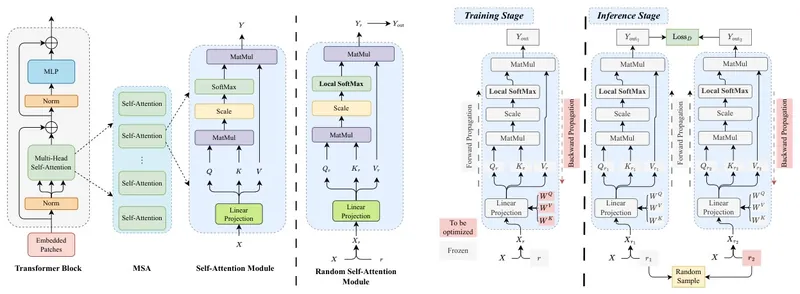 MLP
Norm
Multi-Head
Self-Attention
Norm
Embedded
Patches
Transformer Block
Self-Attention
Self-Attention
⋮
Self-Attention
Self-Attention
MSA
Y
MatMul
SoftMax
Scale
MatMul
Q K V
Linear
Projection
X
Self-Attention Module
Y_r Y_out
MatMul
Local SoftMax
Scale
MatMul
Q_r K_r V_r
Linear
Projection
X_r
X r
Random Self-Attention
Module
Training Stage
Y_out
MatMul
Local SoftMax
Scale
MatMul
Forward Propagation
Backward Propagation
Q_r K_r V_r
Linear
Projection
W^Q
W^V
W^K
X_r
X r
To be
optimized
Frozen
Inference Stage
Y_out₁ Loss_D Y_out₂
MatMul
Local SoftMax
Scale
MatMul
Q_r₁ K_r₁ V_r₁
Linear
Projection
W^Q
W^V
W^K
X_r₁
X r₁
Forward Propagation
MatMul
Local SoftMax
Scale
MatMul
Q_r₂ K_r₂
Linear
Projection
W^Q
W^V
W^K
X_r₂
X r₂
Backward Propagation
Random
Sample